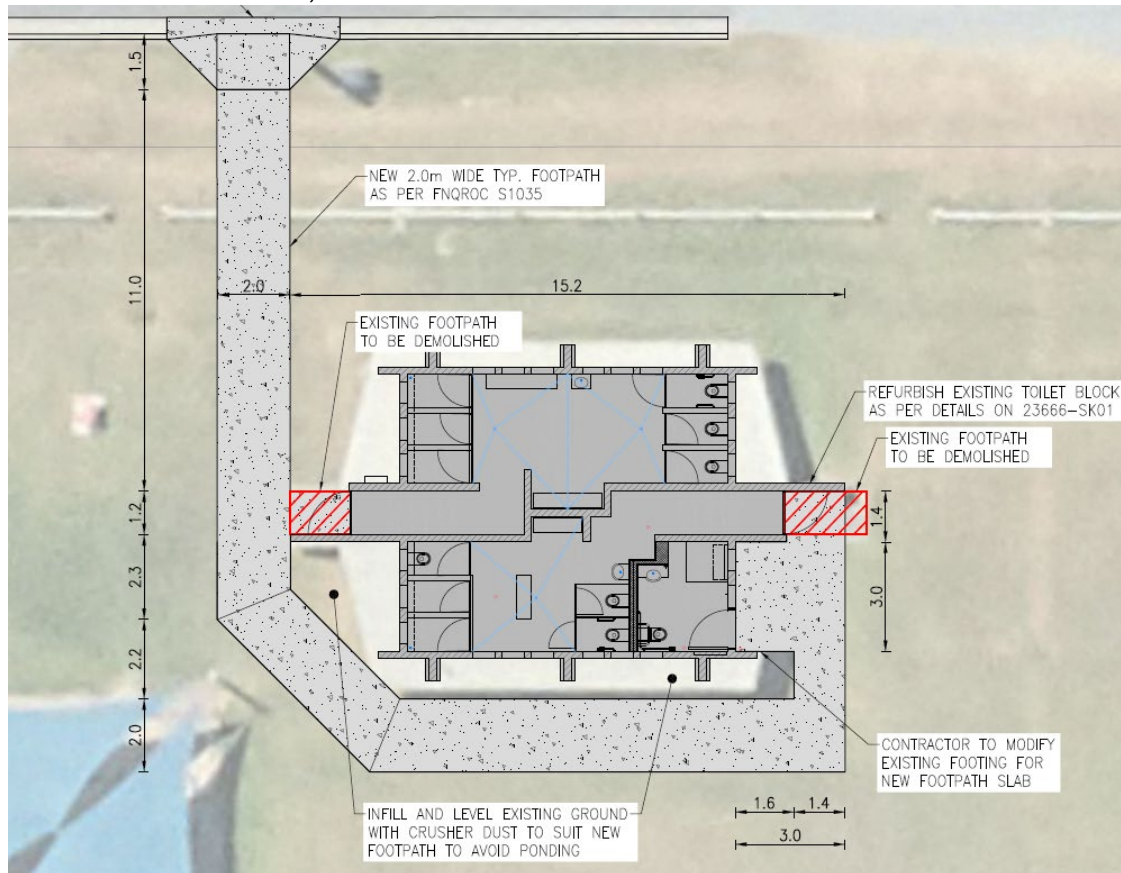 1.5
NEW 2.0m WIDE TYP. FOOTPATH
AS PER FNQROC S1035
11.0
2.0
15.2
EXISTING FOOTPATH
TO BE DEMOLISHED
REFURBISH EXISTING TOILET BLOCK
AS PER DETAILS ON 23666-SK01
EXISTING FOOTPATH
TO BE DEMOLISHED
1.2
1.4
2.3
3.0
2.2
2.0
CONTRACTOR TO MODIFY
EXISTING FOOTING FOR
NEW FOOTPATH SLAB
INFILL AND LEVEL EXISTING GROUND
WITH CRUSHER DUST TO SUIT NEW
FOOTPATH TO AVOID PONDING
1.6
1.4
3.0